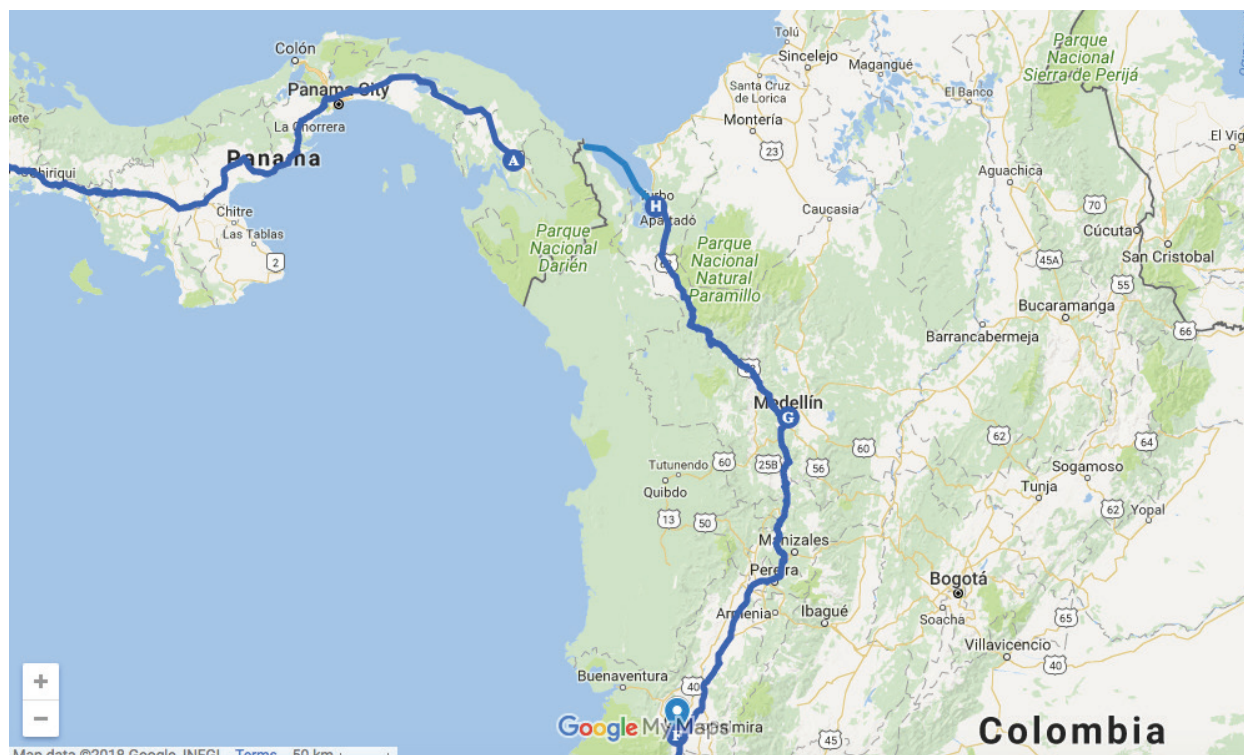 Tolú
Sincelejo
Magangué
Parque
Nacional
Sierra de Perijá
Colón
Santa Cruz
de Lorica
El Banco
Panama City
Montería
La Chorrera
23
El Vig
Panama
Chiriqui
A
Aguachica
H
Apartadó
Caucasia
70
Chitre
Cúcuta
Las Tablas
2
Parque
Nacional
Darién
Parque
Nacional
Natural
Paramillo
San Cristobal
45A
55
Bucaramanga
66
Barrancabermeja
Medellín
G
62
64
60
25B
56
60
Tutunendo
Quibdo
Sogamoso
Tunja
62
Yopal
13
50
Manizales
Pereira
Bogotá
Armenia
Ibagué
Soacha
65
Villavicencio
40
Buenaventura
40
+
−
Google My Maps
F
45
Colombia
Map data ©2018 Google, INEGI Terms 50 km